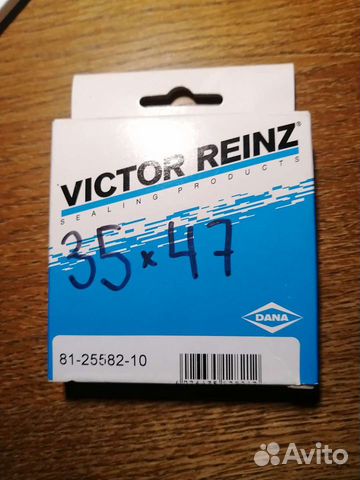 VICTOR REINZ®
SEALING PRODUCTS
35 × 47
DANA
81-25582-10
Avito